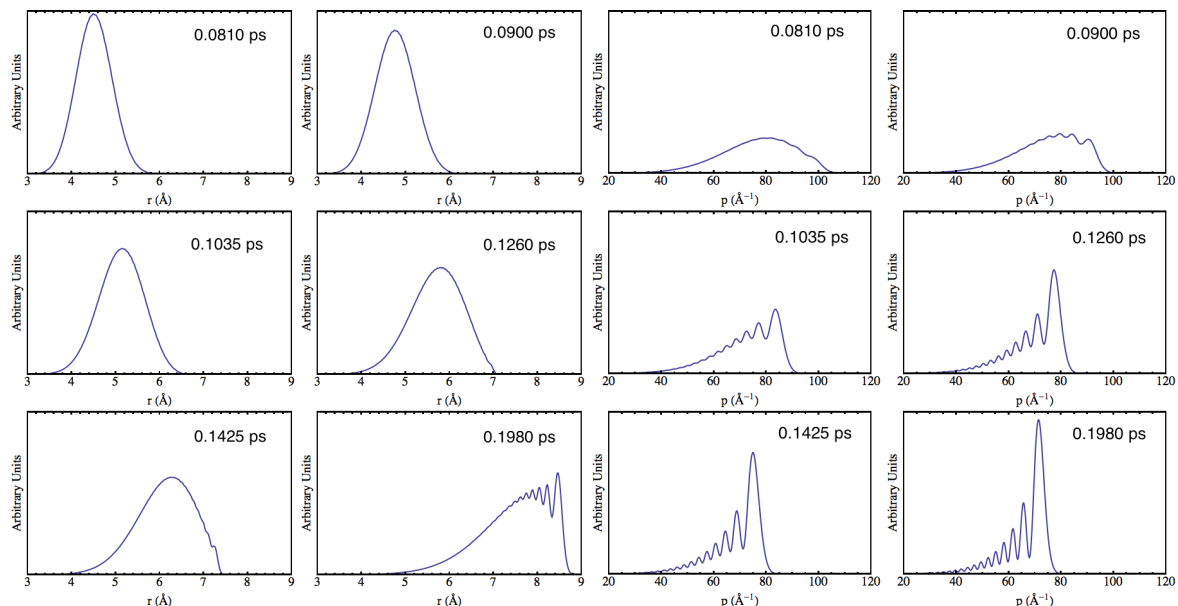 0.0810 ps
Arbitrary Units
3 4 5 6 7 8 9
r (Å)
0.0900 ps
Arbitrary Units
3 4 5 6 7 8 9
r (Å)
0.0810 ps
Arbitrary Units
20 40 60 80 100 120
p (Å⁻¹)
0.0900 ps
Arbitrary Units
20 40 60 80 100 120
p (Å⁻¹)
0.1035 ps
Arbitrary Units
3 4 5 6 7 8 9
r (Å)
0.1260 ps
Arbitrary Units
3 4 5 6 7 8 9
r (Å)
0.1035 ps
Arbitrary Units
20 40 60 80 100 120
p (Å⁻¹)
0.1260 ps
Arbitrary Units
20 40 60 80 100 120
p (Å⁻¹)
0.1425 ps
Arbitrary Units
3 4 5 6 7 8 9
r (Å)
0.1980 ps
Arbitrary Units
3 4 5 6 7 8 9
r (Å)
0.1425 ps
Arbitrary Units
20 40 60 80 100 120
p (Å⁻¹)
0.1980 ps
Arbitrary Units
20 40 60 80 100 120
p (Å⁻¹)